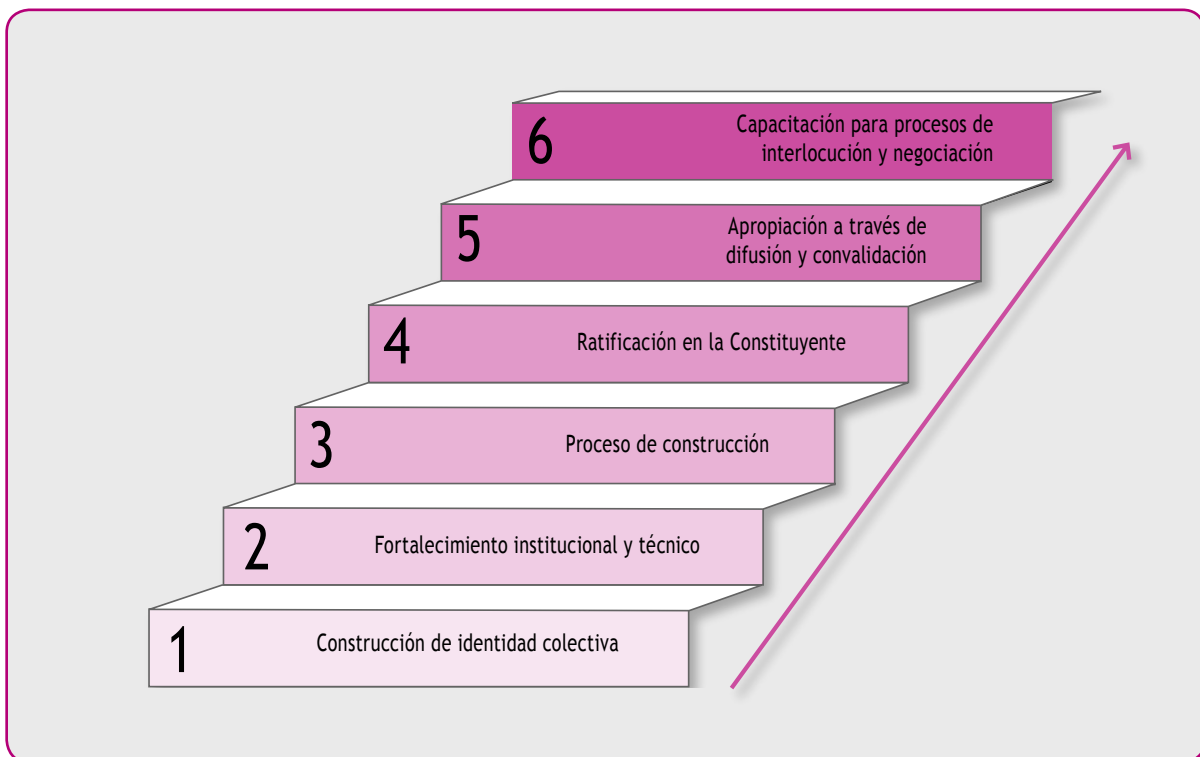 6
Capacitación para procesos de
interlocución y negociación
5
Apropiación a través de
difusión y convalidación
4
Ratificación en la Constituyente
3
Proceso de construcción
2
Fortalecimiento institucional y técnico
1
Construcción de identidad colectiva